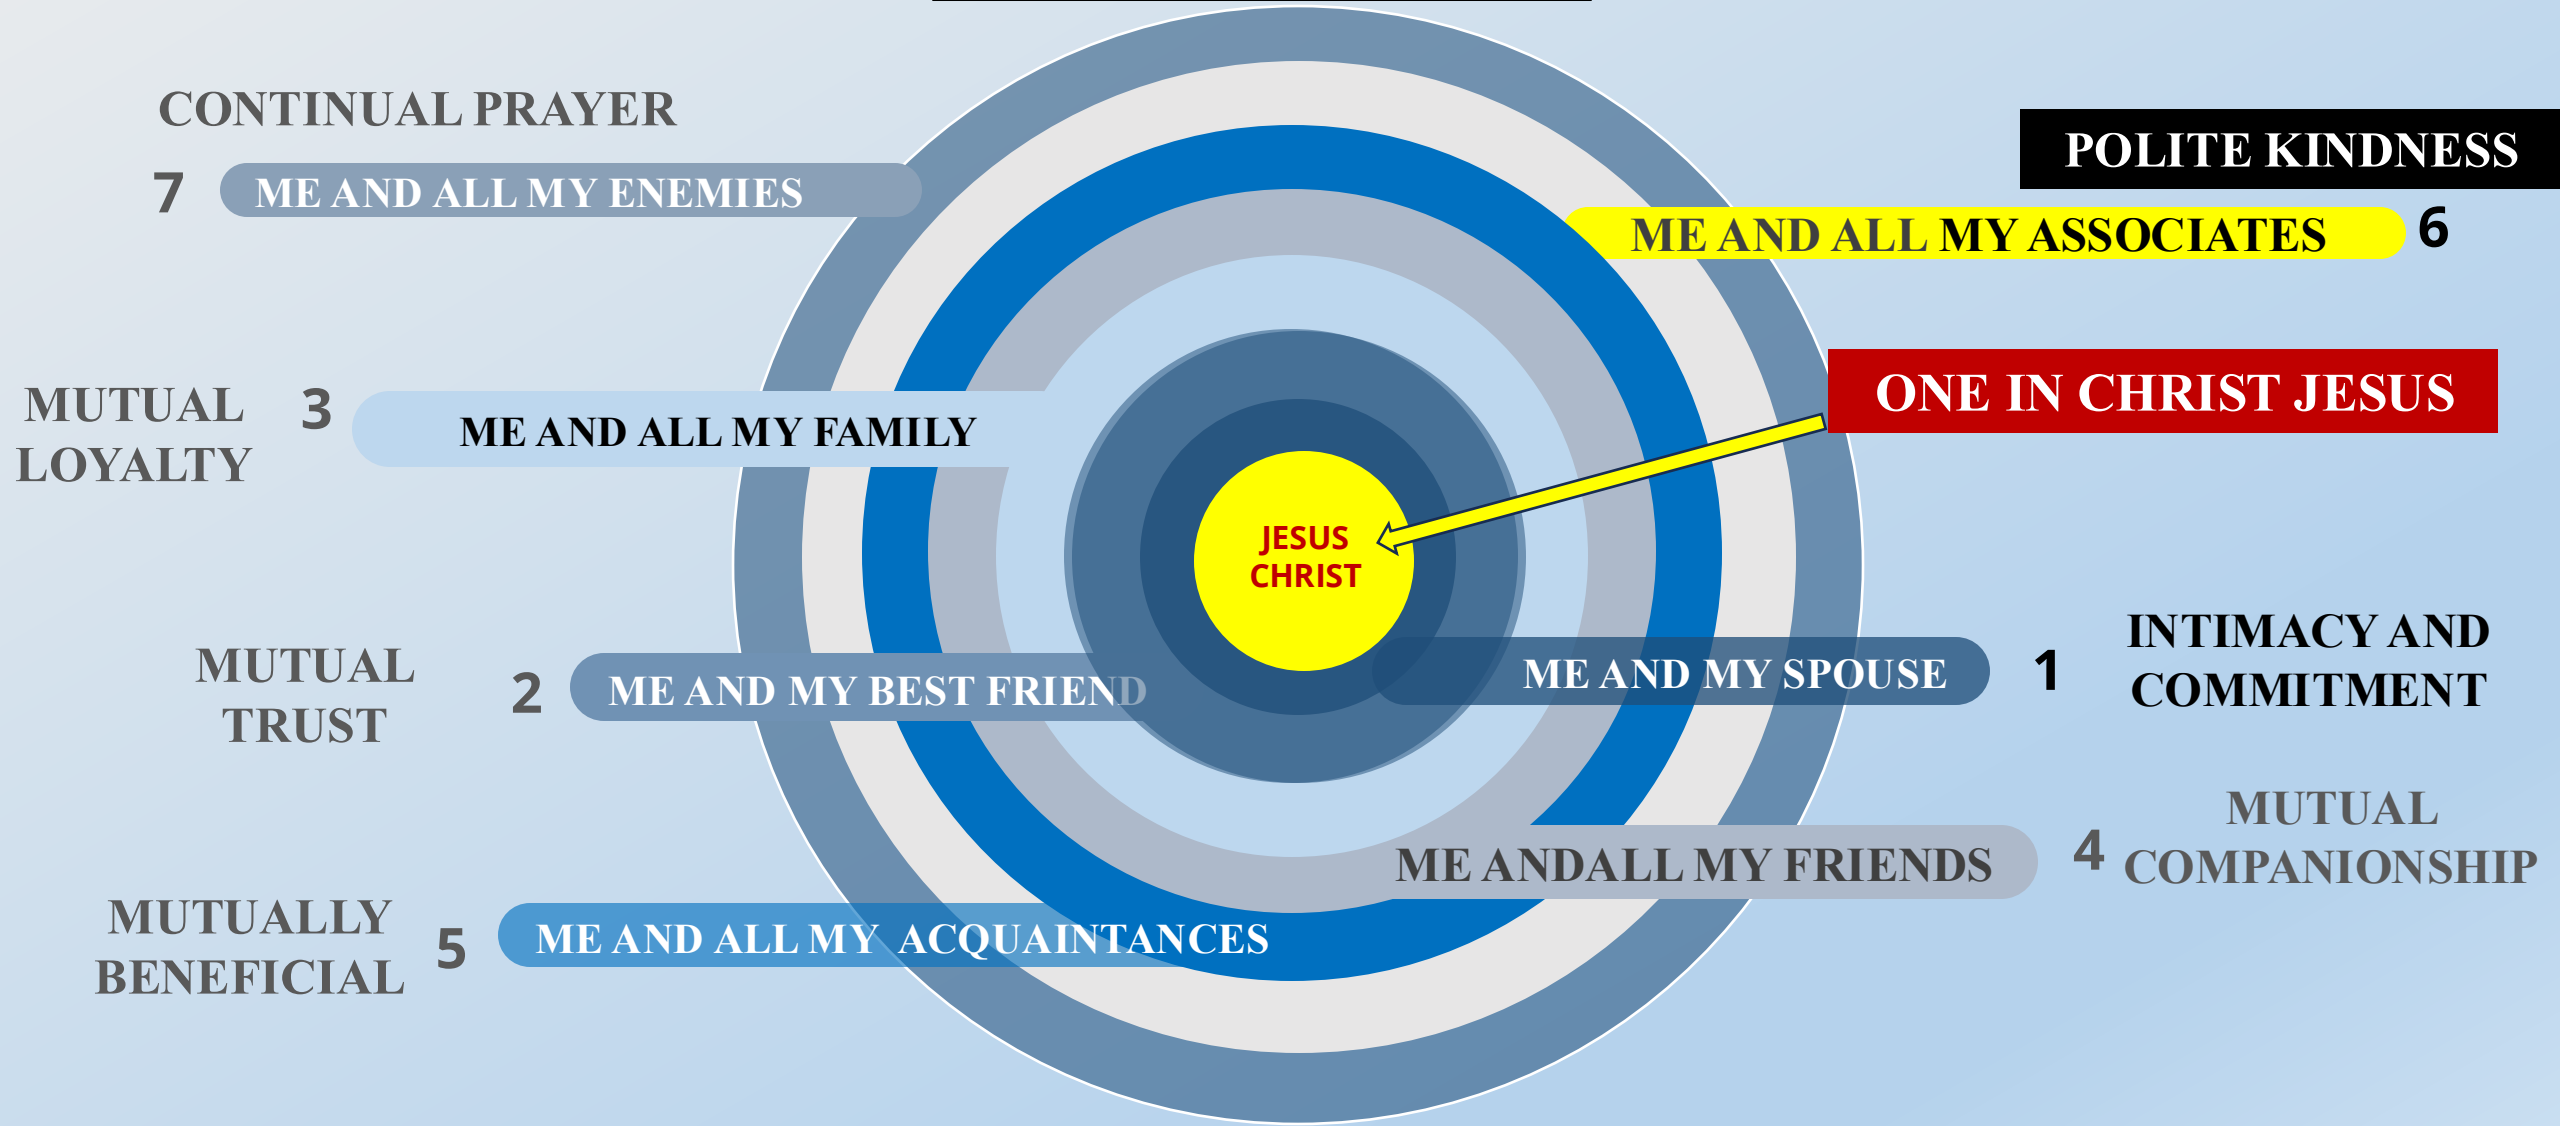 CONTINUAL PRAYER
7 ME AND ALL MY ENEMIES
POLITE KINDNESS
ME AND ALL MY ASSOCIATES 6
MUTUAL
LOYALTY
3 ME AND ALL MY FAMILY
ONE IN CHRIST JESUS
JESUS
CHRIST
MUTUAL
TRUST
2 ME AND MY BEST FRIEND
ME AND MY SPOUSE 1
INTIMACY AND
COMMITMENT
ME ANDALL MY FRIENDS 4
MUTUAL
COMPANIONSHIP
MUTUALLY
BENEFICIAL
5 ME AND ALL MY ACQUAINTANCES